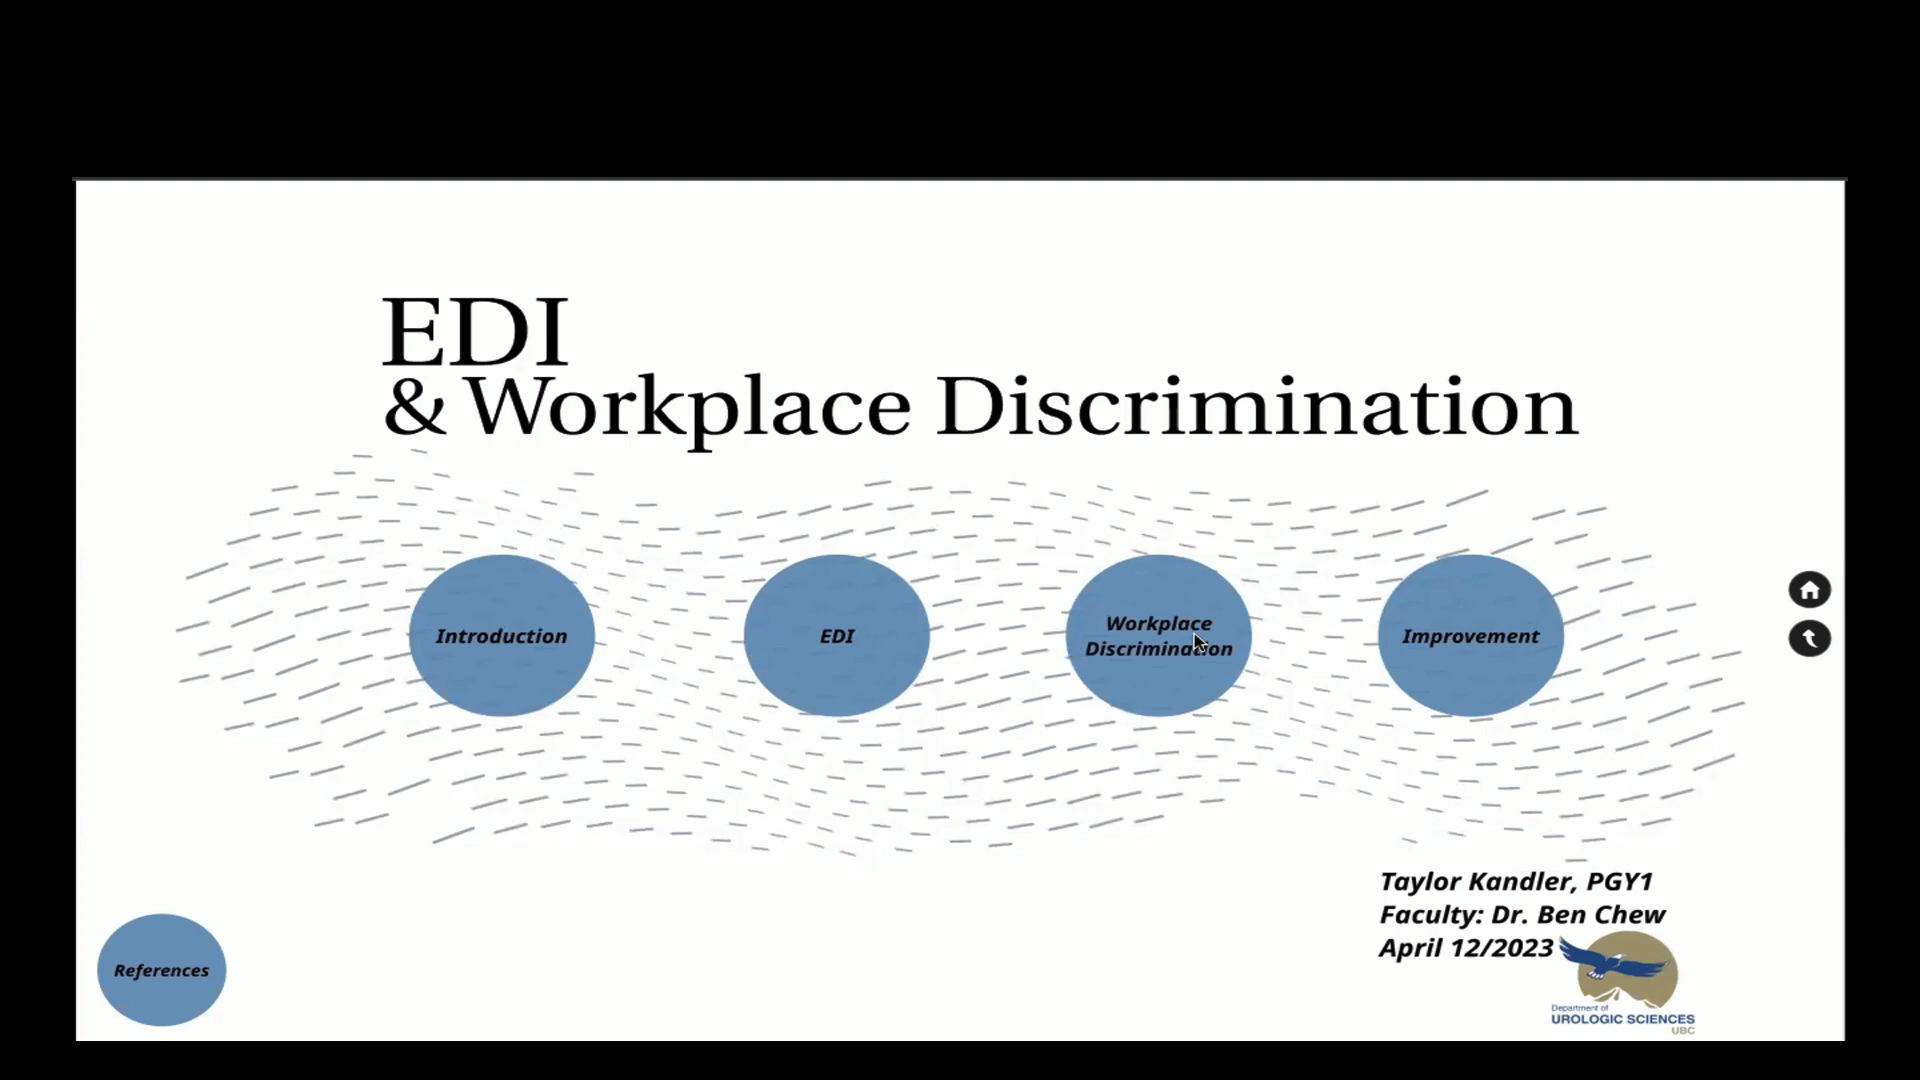 EDI
& Workplace Discrimination
Introduction
EDI
Workplace
Discrimination
Improvement
Taylor Kandler, PGY1
Faculty: Dr. Ben Chew
April 12/2023
References
Department of
UROLOGIC SCIENCES
UBC